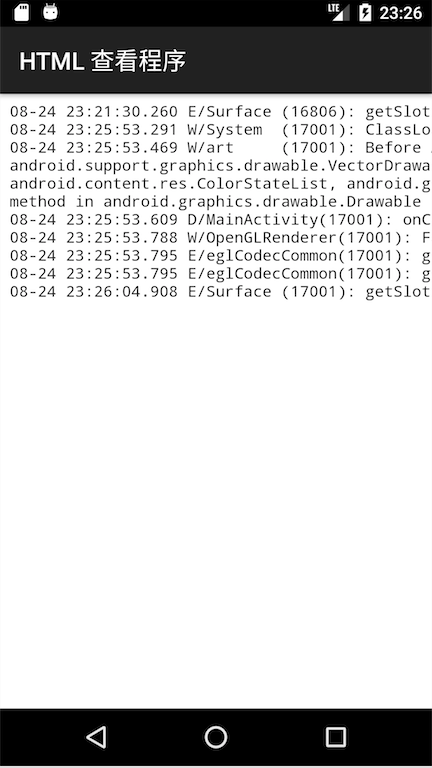 LTE 23:26
HTML 查看程序
08-24 23:21:30.260 E/Surface (16806): getSlot
08-24 23:25:53.291 W/System  (17001): ClassLo
08-24 23:25:53.469 W/art     (17001): Before
android.support.graphics.drawable.VectorDrawa
android.content.res.ColorStateList, android.g
method in android.graphics.drawable.Drawable
08-24 23:25:53.609 D/MainActivity(17001): onC
08-24 23:25:53.788 W/OpenGLRenderer(17001): F
08-24 23:25:53.795 E/eglCodecCommon(17001): g
08-24 23:25:53.795 E/eglCodecCommon(17001): g
08-24 23:26:04.908 E/Surface (17001): getSlot